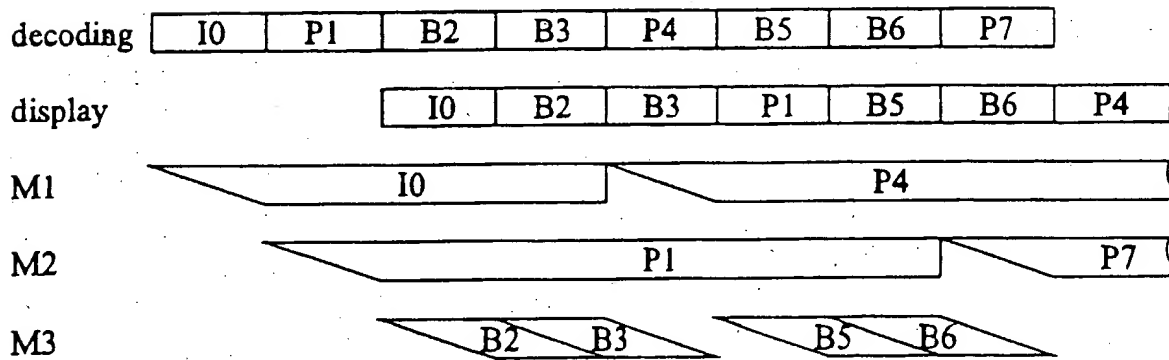 decoding I0 P1 B2 B3 P4 B5 B6 P7
display I0 B2 B3 P1 B5 B6 P4
M1 I0 P4
M2 P1 P7
M3 B2 B3 B5 B6